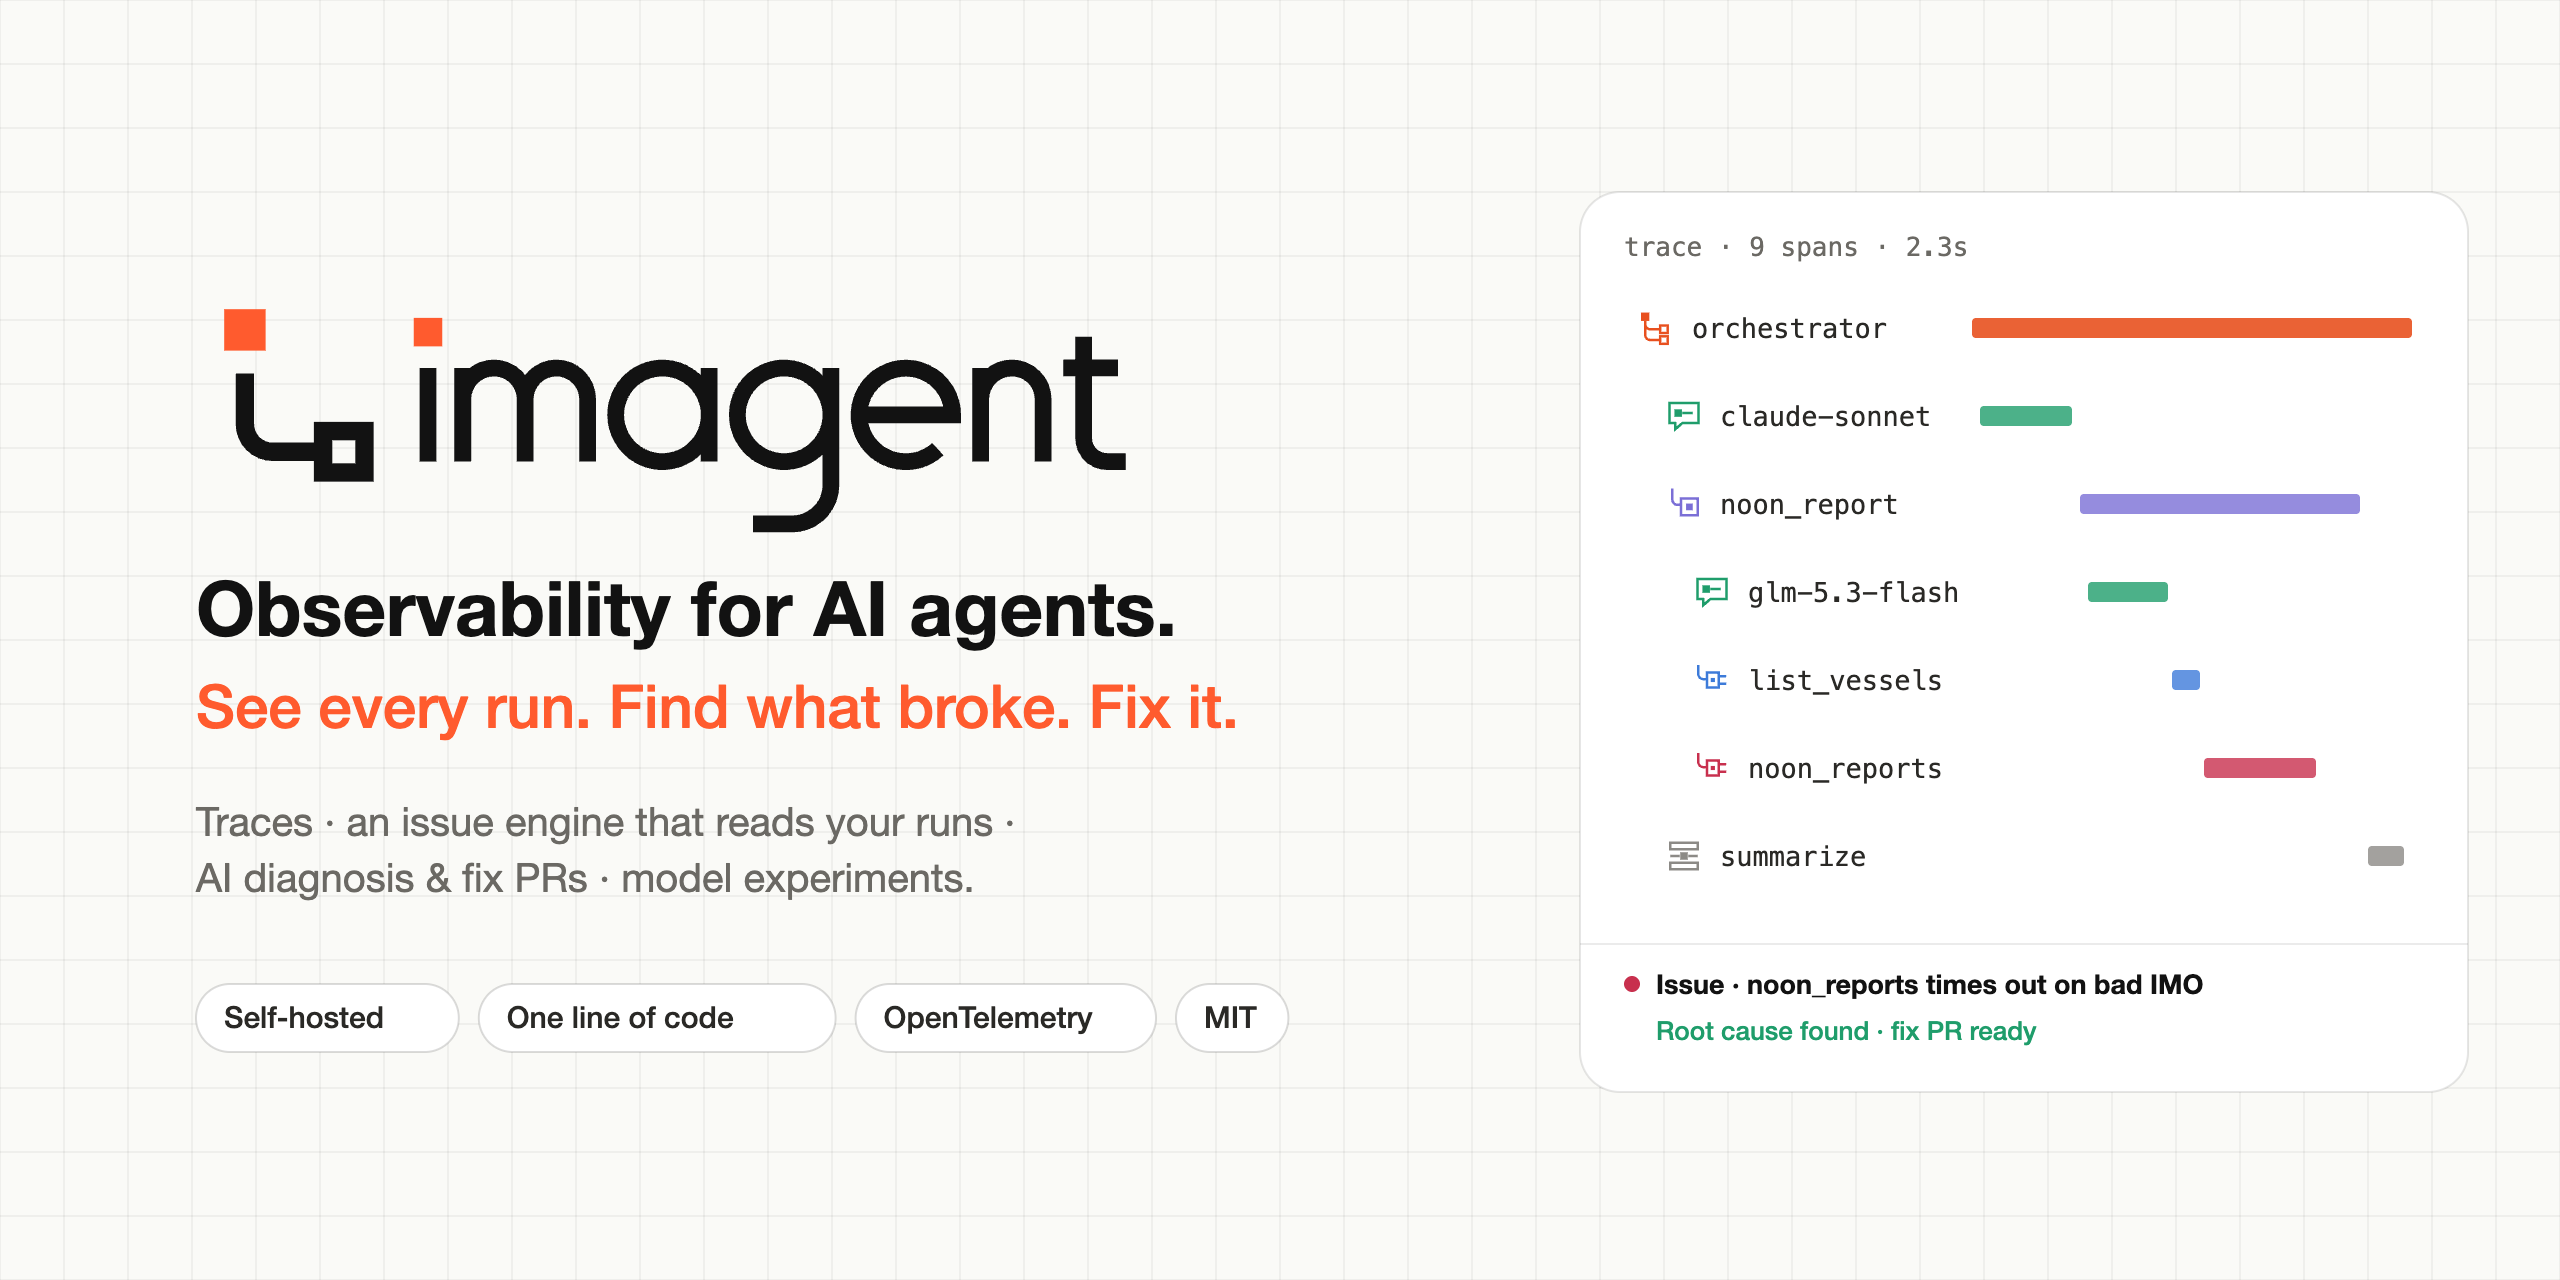 imagent
Observability for AI agents.
See every run. Find what broke. Fix it.
Traces · an issue engine that reads your runs ·
AI diagnosis & fix PRs · model experiments.
Self-hosted
One line of code
OpenTelemetry
MIT
trace · 9 spans · 2.3s
orchestrator
claude-sonnet
noon_report
glm-5.3-flash
list_vessels
noon_reports
summarize
Issue · noon_reports times out on bad IMO
Root cause found · fix PR ready